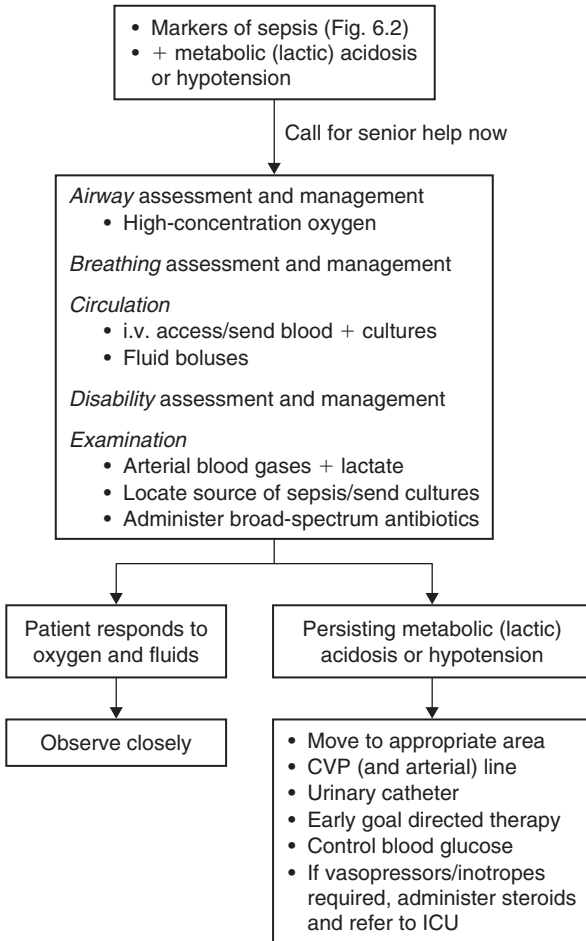 • Markers of sepsis (Fig. 6.2)
• + metabolic (lactic) acidosis
or hypotension
Call for senior help now
Airway assessment and management
• High-concentration oxygen
Breathing assessment and management
Circulation
• i.v. access/send blood + cultures
• Fluid boluses
Disability assessment and management
Examination
• Arterial blood gases + lactate
• Locate source of sepsis/send cultures
• Administer broad-spectrum antibiotics
Patient responds to
oxygen and fluids
Observe closely
Persisting metabolic (lactic)
acidosis or hypotension
• Move to appropriate area
• CVP (and arterial) line
• Urinary catheter
• Early goal directed therapy
• Control blood glucose
• If vasopressors/inotropes
required, administer steroids
and refer to ICU